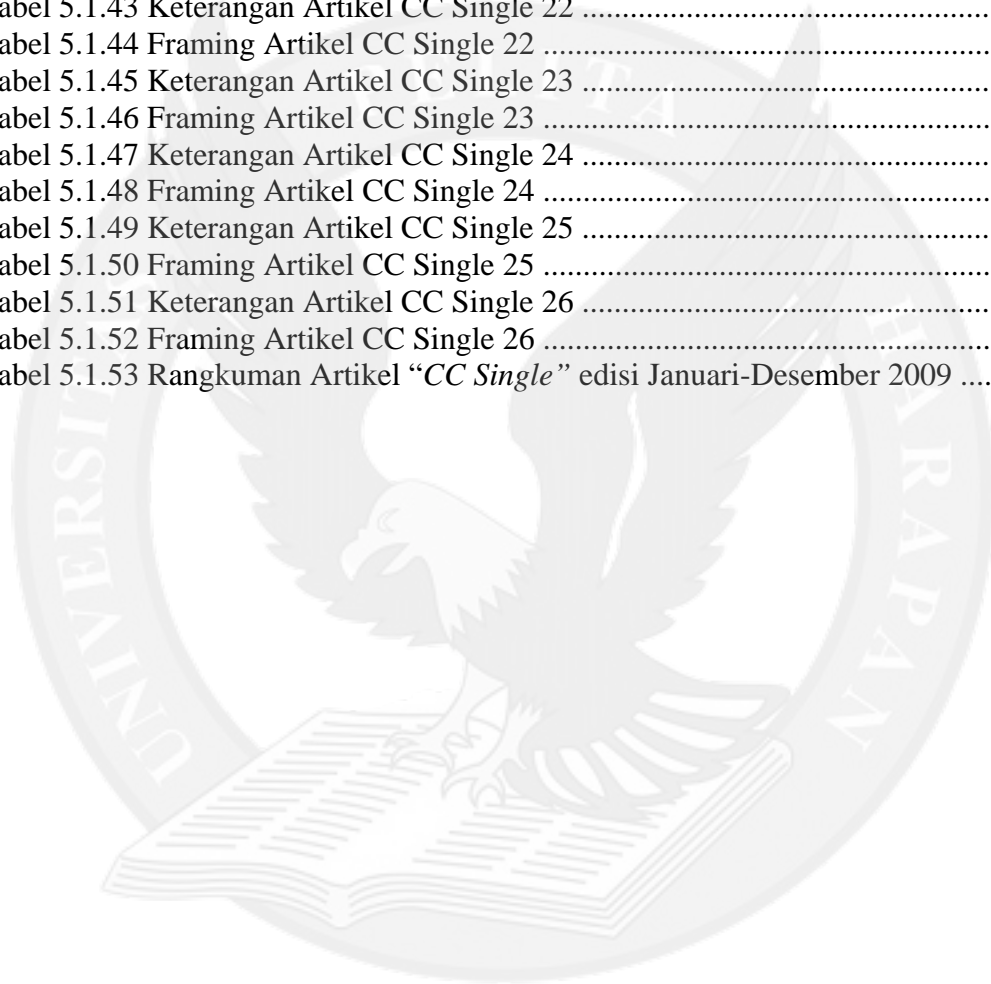 abel 5.1.43 Keterangan Artikel CC Single 22 ....................................................
abel 5.1.44 Framing Artikel CC Single 22 .........................................................
abel 5.1.45 Keterangan Artikel CC Single 23 ....................................................
abel 5.1.46 Framing Artikel CC Single 23 .........................................................
abel 5.1.47 Keterangan Artikel CC Single 24 ....................................................
abel 5.1.48 Framing Artikel CC Single 24 .........................................................
abel 5.1.49 Keterangan Artikel CC Single 25 ....................................................
abel 5.1.50 Framing Artikel CC Single 25 .........................................................
abel 5.1.51 Keterangan Artikel CC Single 26 ....................................................
abel 5.1.52 Framing Artikel CC Single 26 .........................................................
abel 5.1.53 Rangkuman Artikel “CC Single” edisi Januari-Desember 2009 ....
UNIVERSITAS PELITA HARAPAN